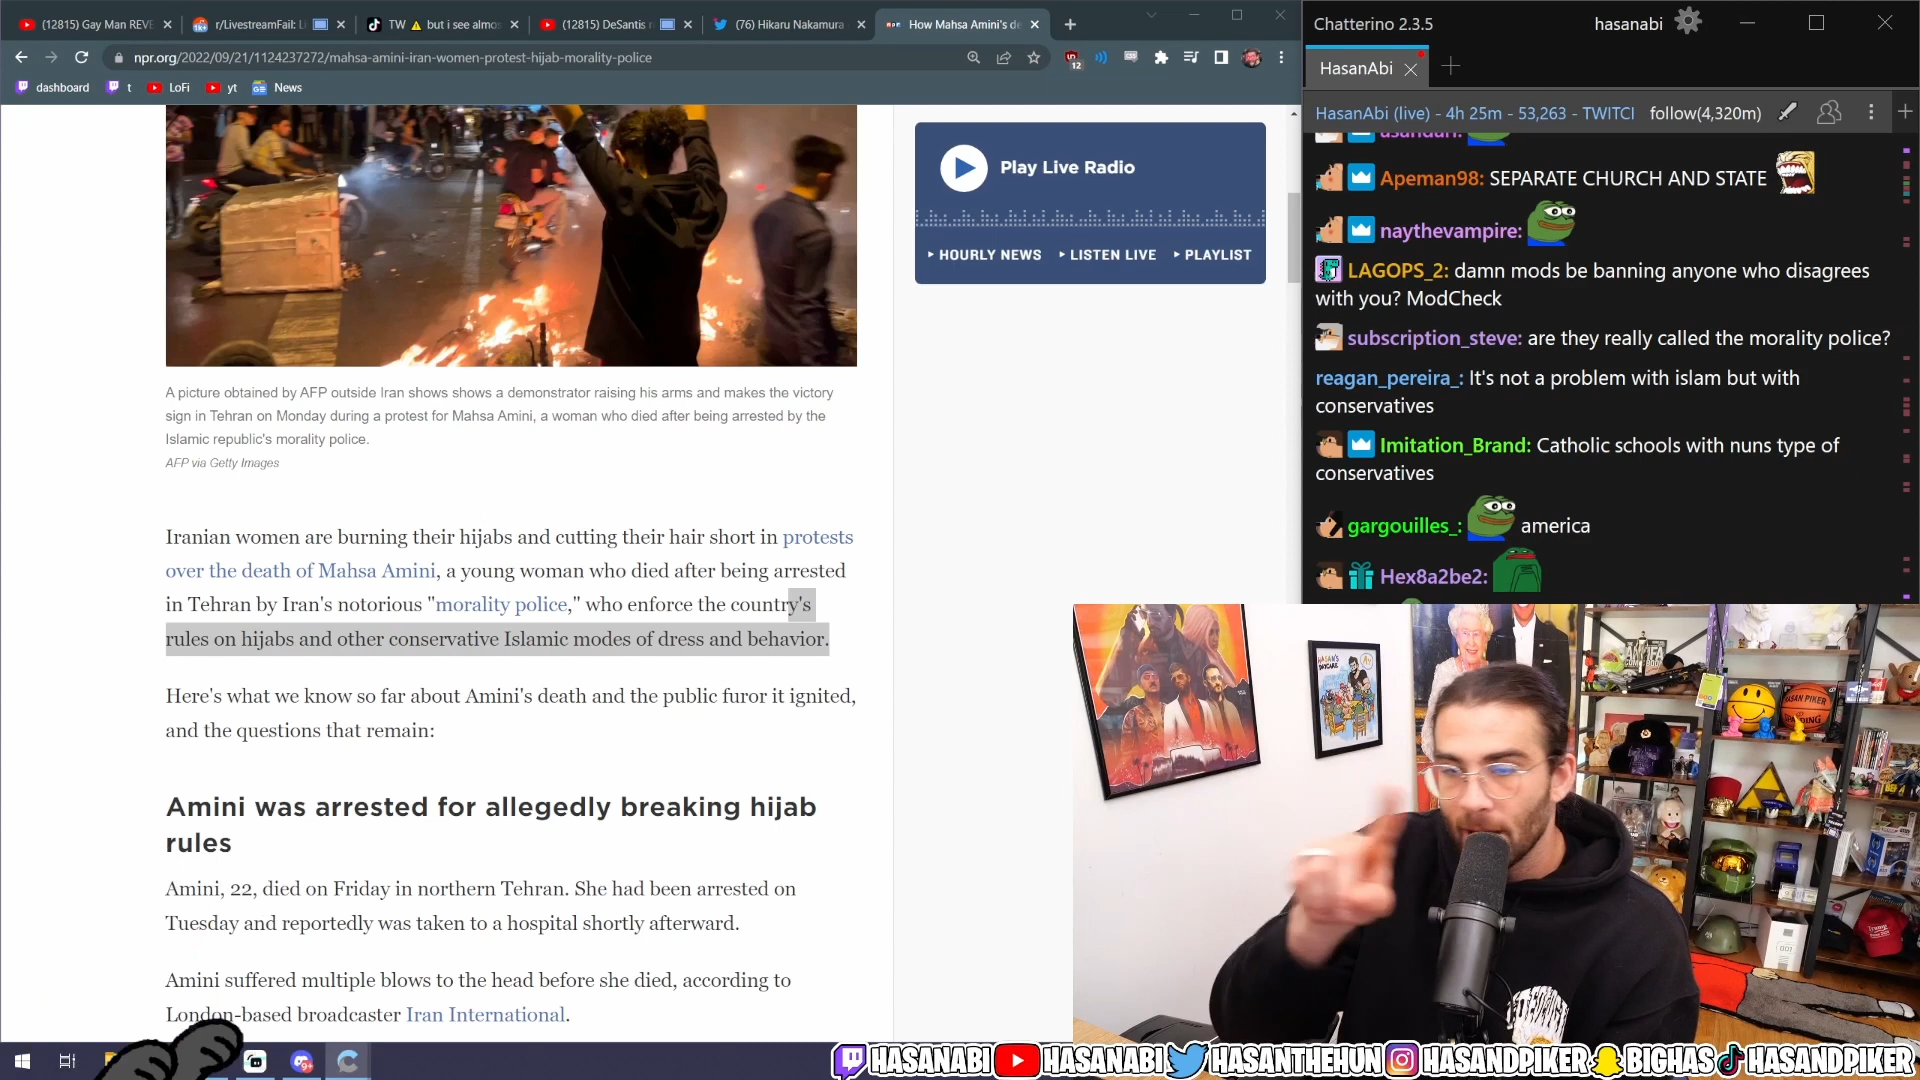 (12815) Gay Man REVE
r/LivestreamFail: Li
TW ⚠ but i see almos
(12815) DeSantis r
(76) Hikaru Nakamura
How Mahsa Amini's de
npr.org/2022/09/21/1124237272/mahsa-amini-iran-women-protest-hijab-morality-police
12
dashboard
t
LoFi
yt
News
Play Live Radio
HOURLY NEWS
LISTEN LIVE
PLAYLIST
A picture obtained by AFP outside Iran shows shows a demonstrator raising his arms and makes the victory
sign in Tehran on Monday during a protest for Mahsa Amini, a woman who died after being arrested by the
Islamic republic's morality police.
AFP via Getty Images
Iranian women are burning their hijabs and cutting their hair short in protests
over the death of Mahsa Amini, a young woman who died after being arrested
in Tehran by Iran's notorious "morality police," who enforce the country's
rules on hijabs and other conservative Islamic modes of dress and behavior.
Here's what we know so far about Amini's death and the public furor it ignited,
and the questions that remain:
Amini was arrested for allegedly breaking hijab
rules
Amini, 22, died on Friday in northern Tehran. She had been arrested on
Tuesday and reportedly was taken to a hospital shortly afterward.
Amini suffered multiple blows to the head before she died, according to
London-based broadcaster Iran International.
Chatterino 2.3.5
hasanabi
HasanAbi
HasanAbi (live) - 4h 25m - 53,263 - TWITCI
follow(4,320m)
Apeman98: SEPARATE CHURCH AND STATE
naythevampire:
LAGOPS_2: damn mods be banning anyone who disagrees
with you? ModCheck
subscription_steve: are they really called the morality police?
reagan_pereira_: It's not a problem with islam but with
conservatives
Imitation_Brand: Catholic schools with nuns type of
conservatives
gargouilles_: america
Hex8a2be2:
HASANABI
HASANABI
HASANTHEHUN
HASANDPIKER
BIGHAS
HASANDPIKER